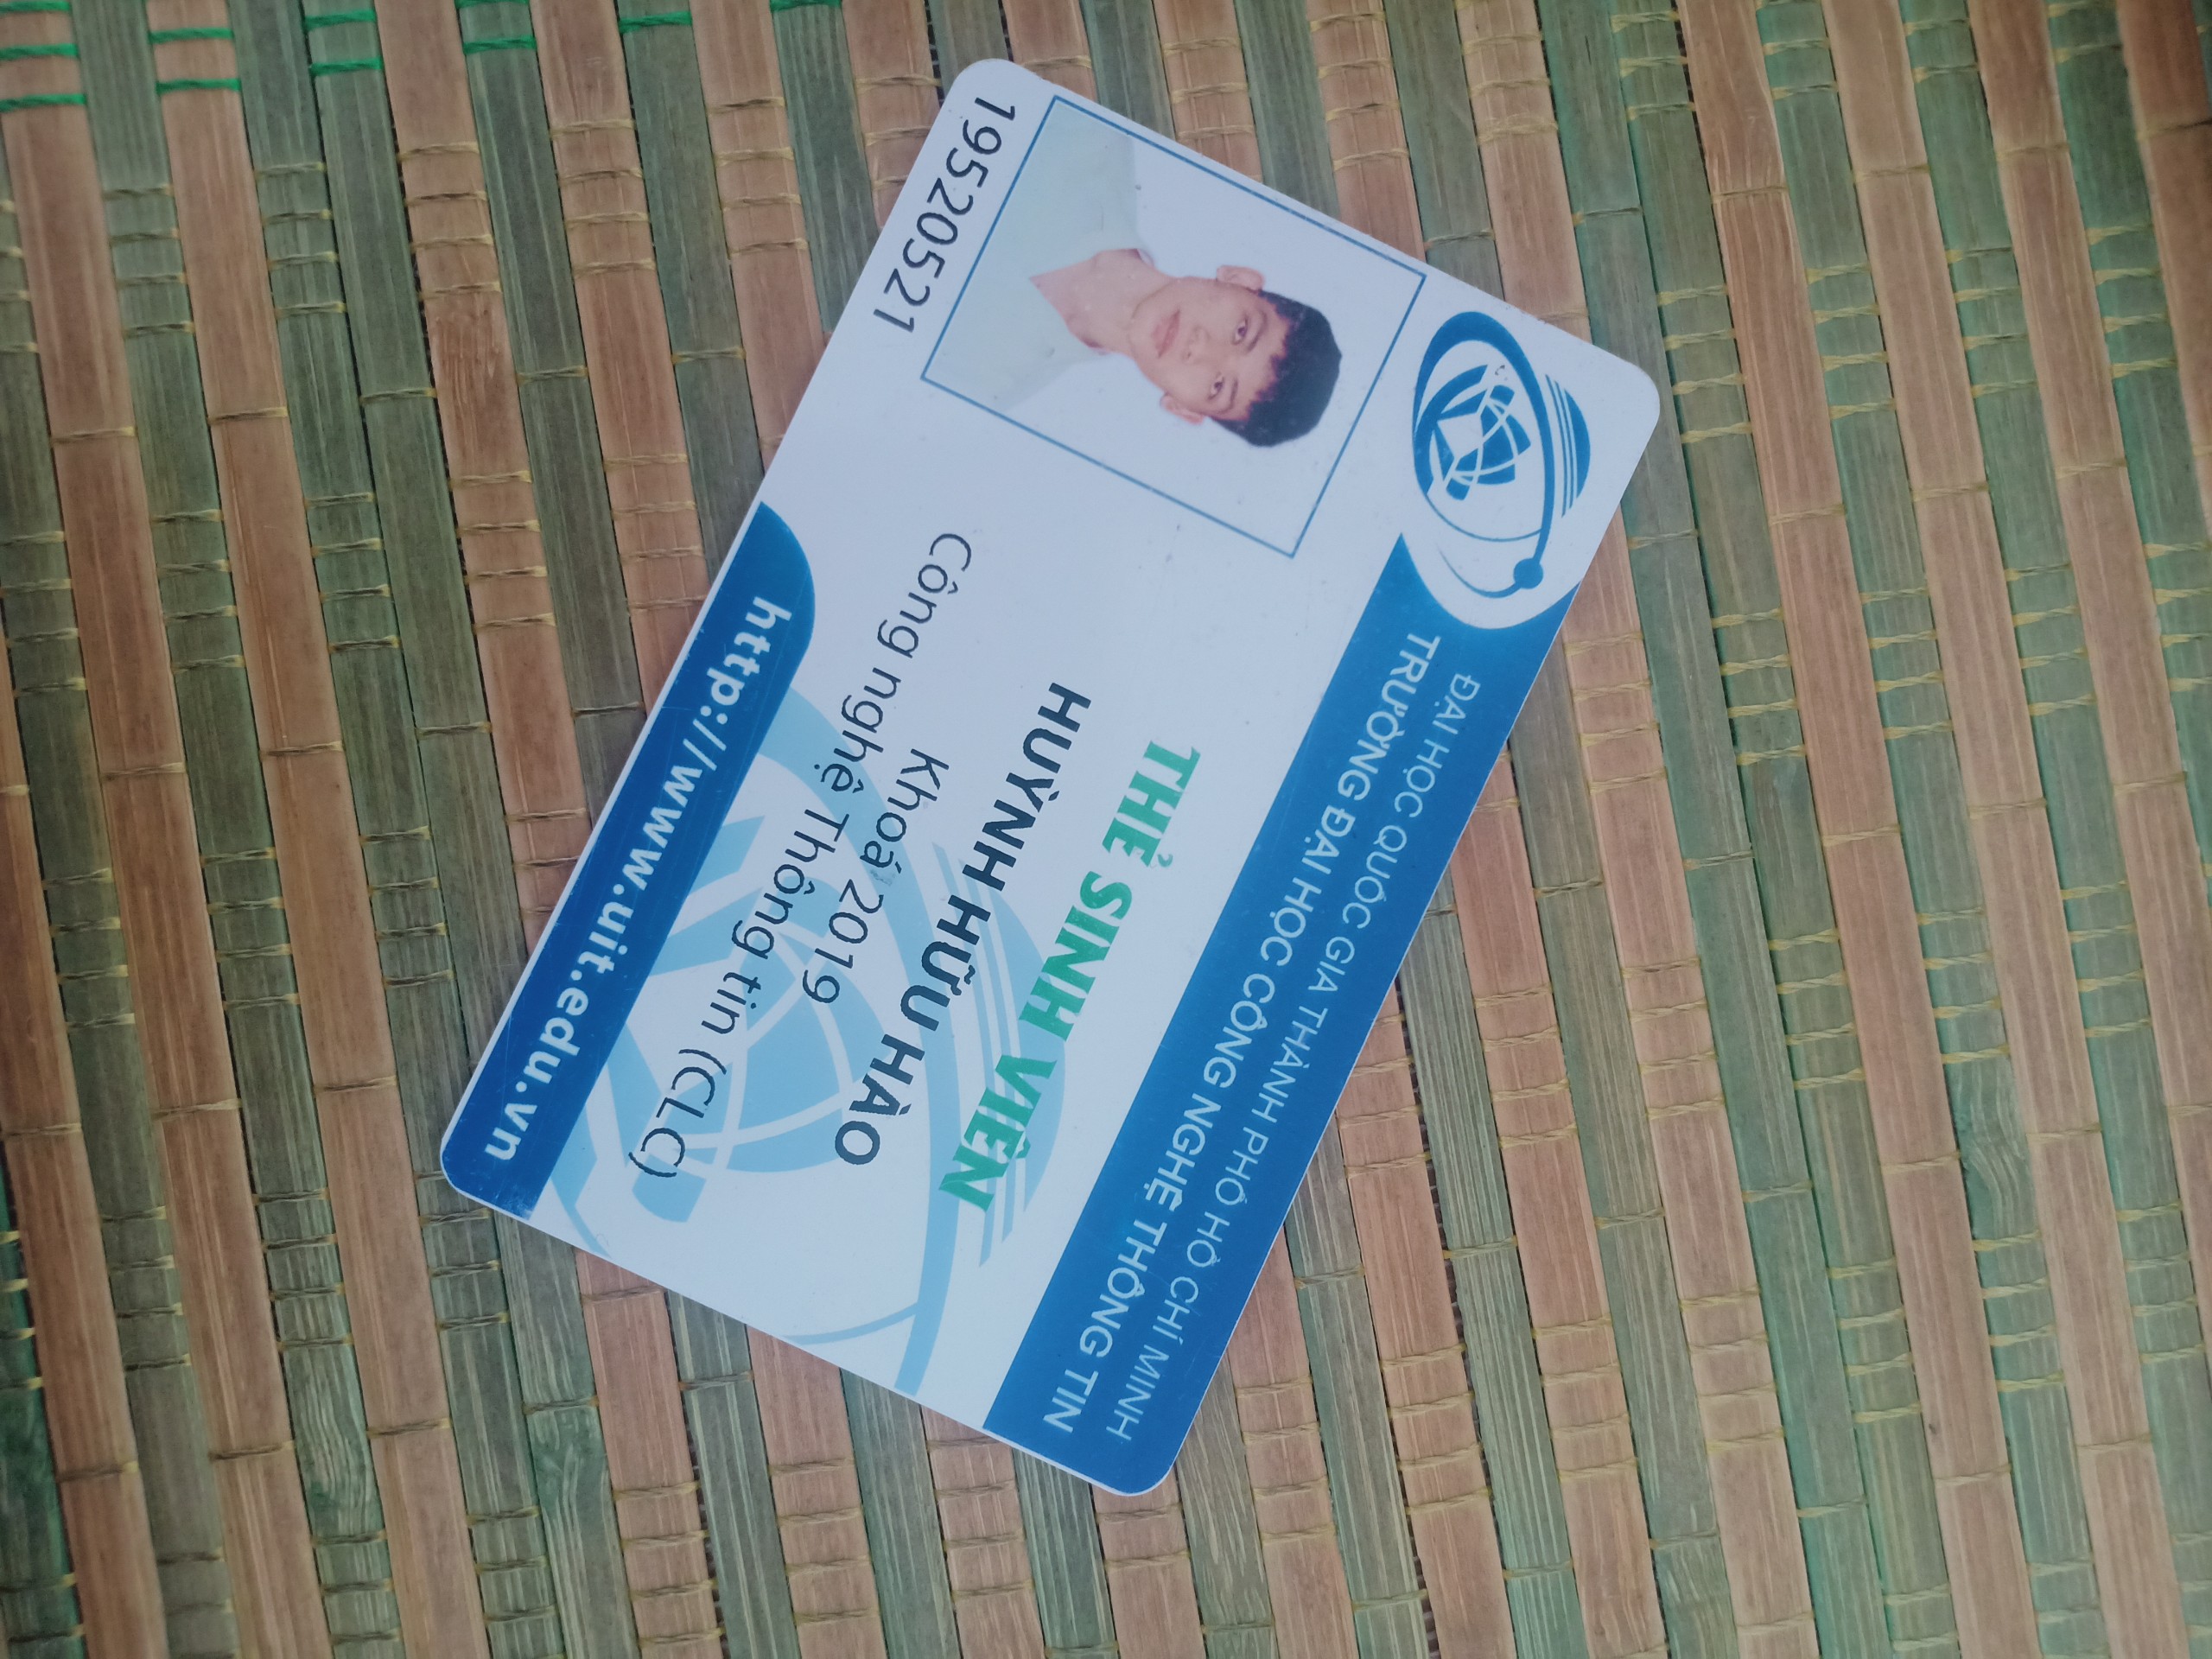 ĐẠI HỌC QUỐC GIA THÀNH PHỐ HỒ CHÍ MINH
TRƯỜNG ĐẠI HỌC CÔNG NGHỆ THÔNG TIN
THẺ SINH VIÊN
HUỲNH HỮU HÀO
Khoá 2019
Công nghệ Thông tin (CLC)
19520521
http://www.uit.edu.vn